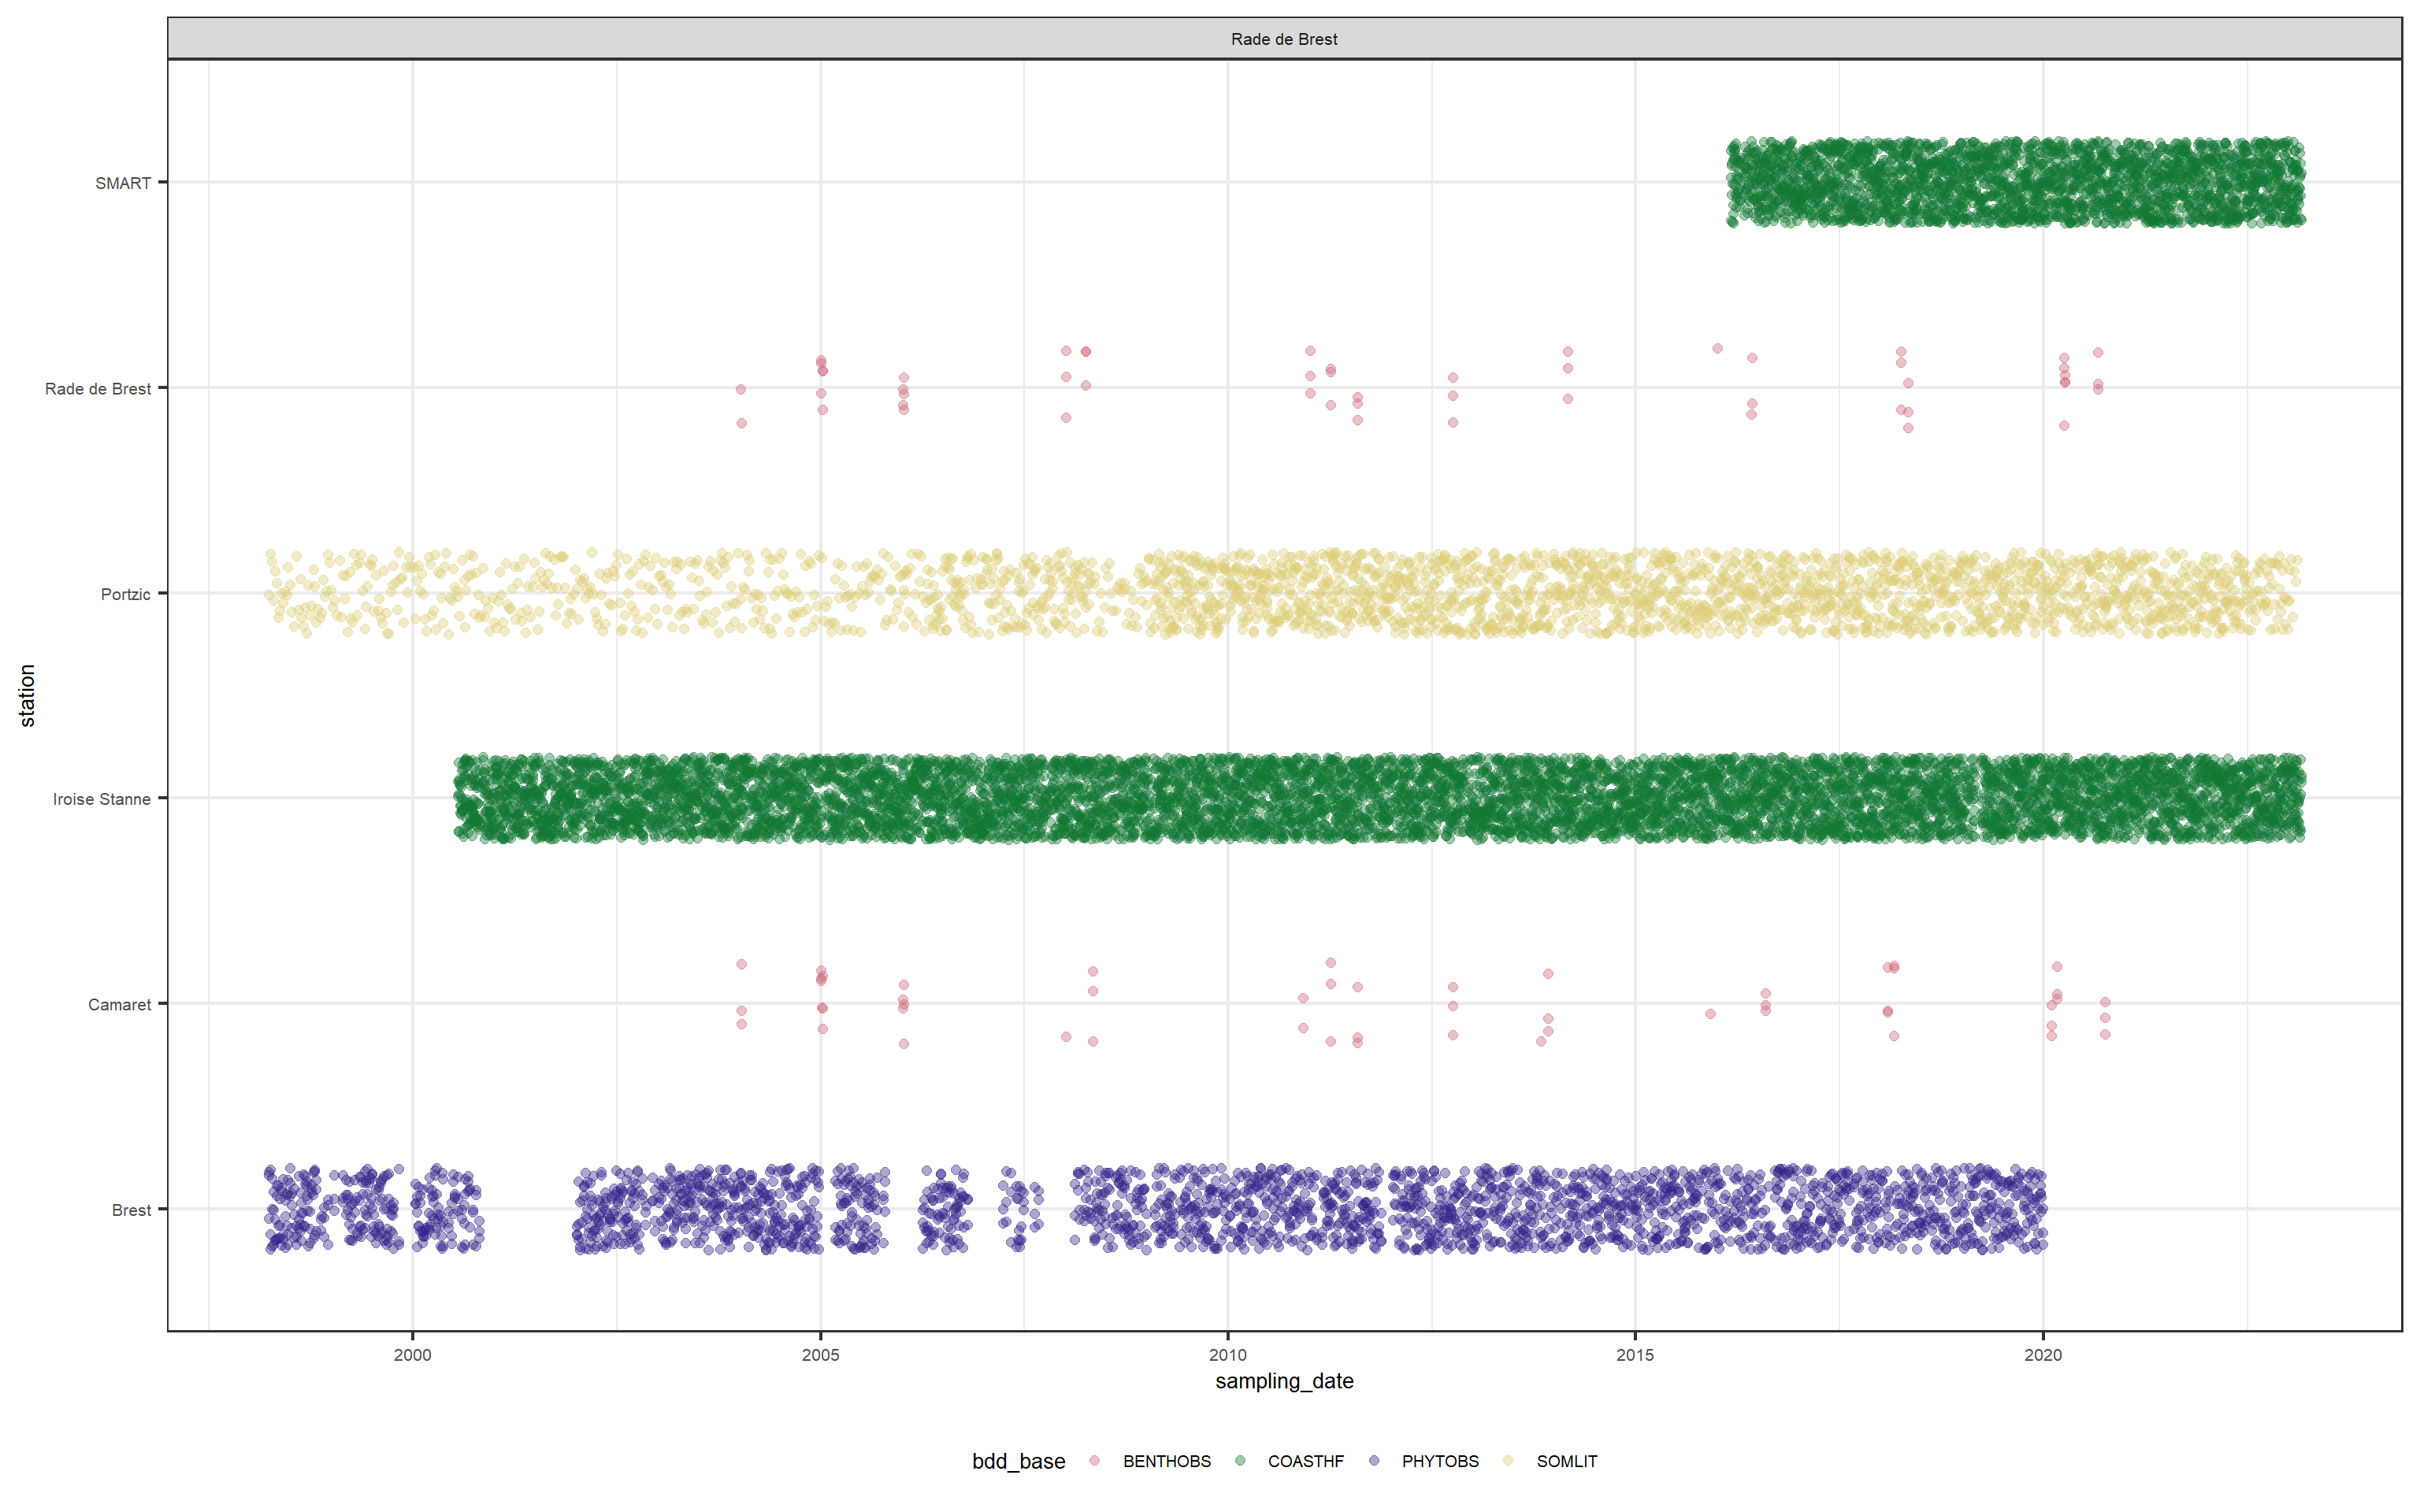 Rade de Brest
SMART
Rade de Brest
Portzic
station
Iroise Stanne
Camaret
Brest
2000 2005 2010 2015 2020
sampling_date
bdd_base BENTHOBS COASTHF PHYTOBS SOMLIT